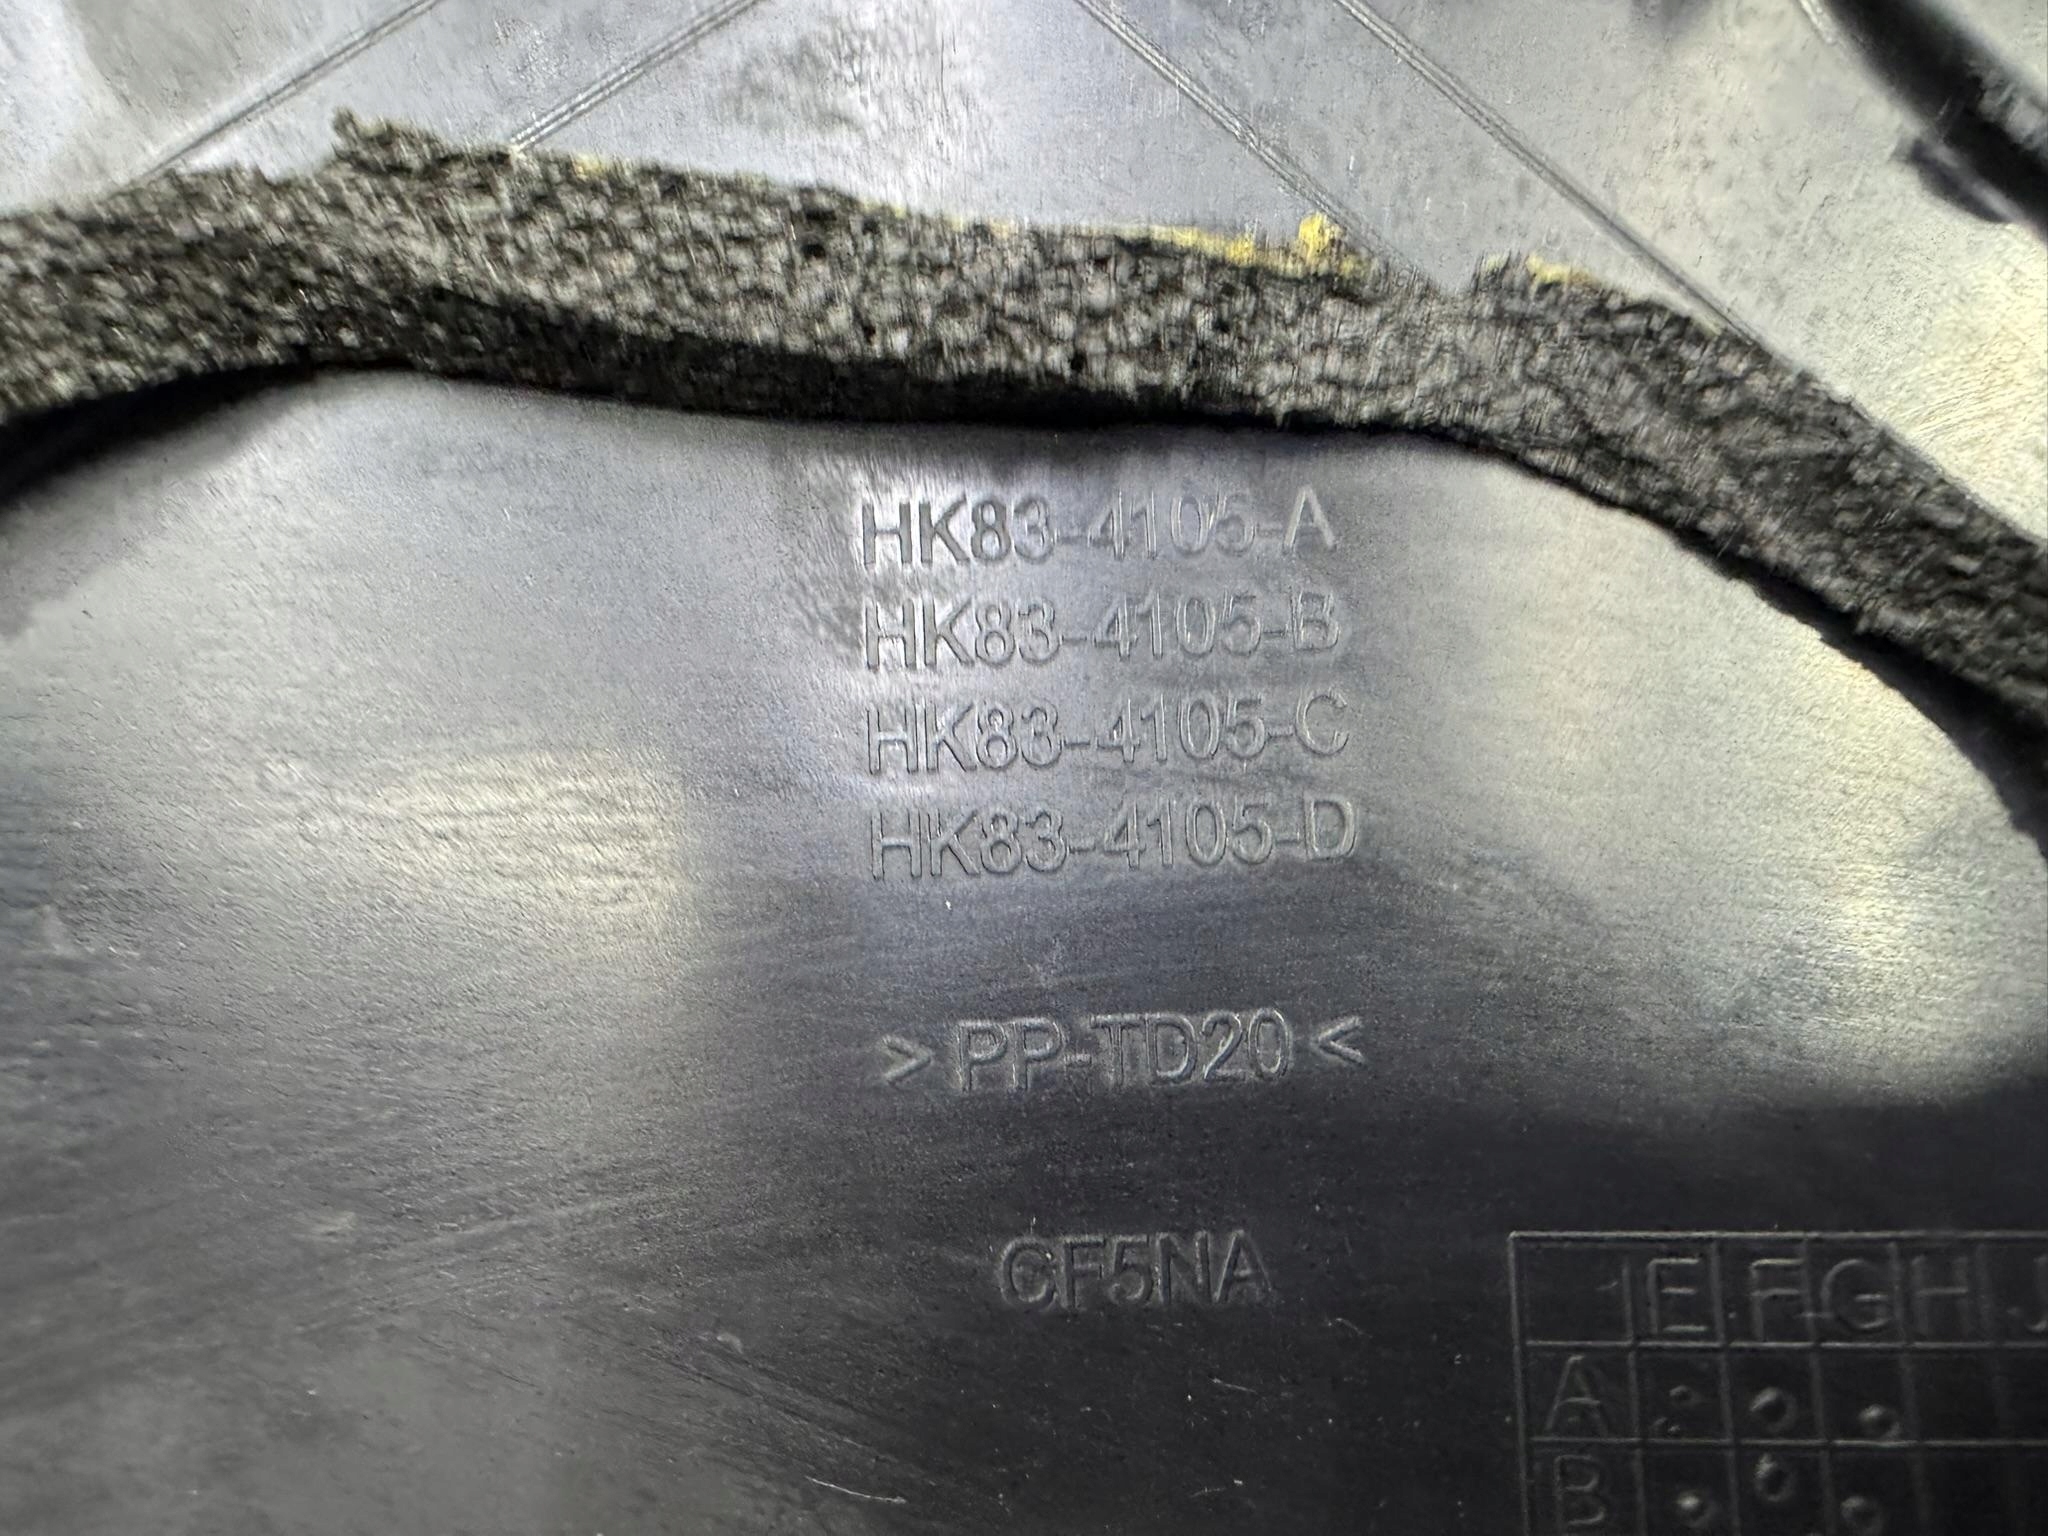 HK83-4105-A
HK83-4105-B
HK83-4105-C
HK83-4105-D
>PP-TD20<
CF5NA
E F G H J
A
B